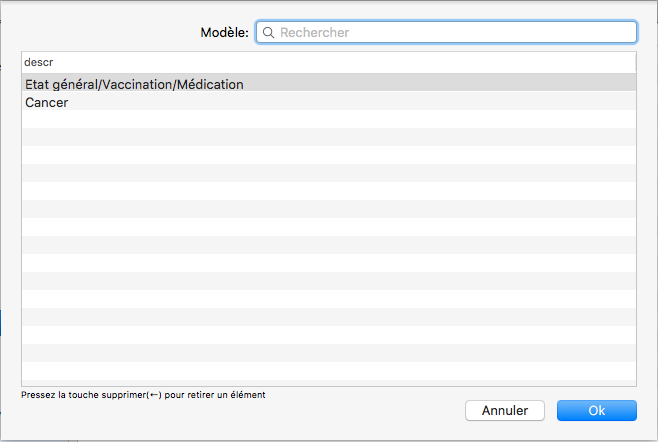 Modèle: Rechercher
descr
Etat général/Vaccination/Médication
Cancer
Pressez la touche supprimer(←) pour retirer un élément
Annuler Ok